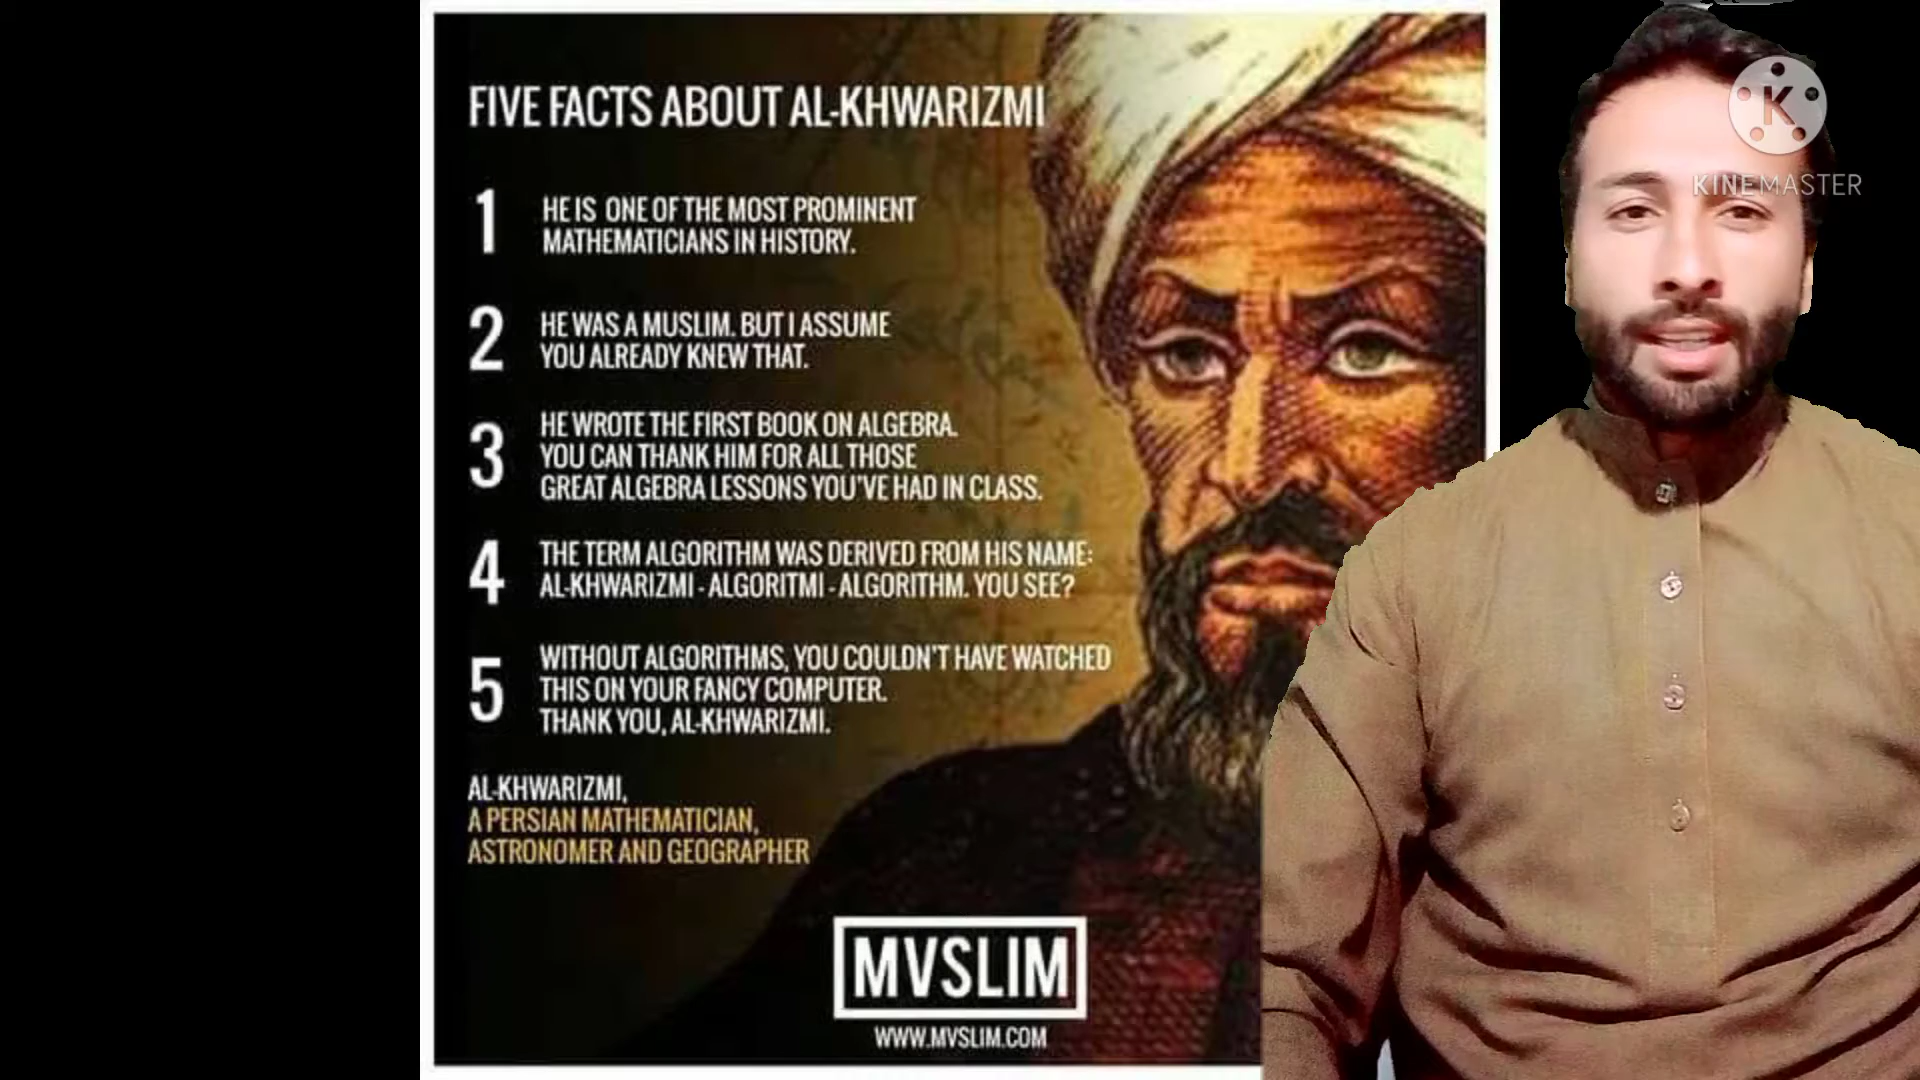 FIVE FACTS ABOUT AL-KHWARIZMI
1
HE IS ONE OF THE MOST PROMINENT
MATHEMATICIANS IN HISTORY.
2
HE WAS A MUSLIM. BUT I ASSUME
YOU ALREADY KNEW THAT.
3
HE WROTE THE FIRST BOOK ON ALGEBRA.
YOU CAN THANK HIM FOR ALL THOSE
GREAT ALGEBRA LESSONS YOU'VE HAD IN CLASS.
4
THE TERM ALGORITHM WAS DERIVED FROM HIS NAME:
AL-KHWARIZMI - ALGORITMI - ALGORITHM. YOU SEE?
5
WITHOUT ALGORITHMS, YOU COULDN'T HAVE WATCHED
THIS ON YOUR FANCY COMPUTER.
THANK YOU, AL-KHWARIZMI.
AL-KHWARIZMI,
A PERSIAN MATHEMATICIAN,
ASTRONOMER AND GEOGRAPHER
MVSLIM
WWW.MVSLIM.COM
K
KINEMASTER